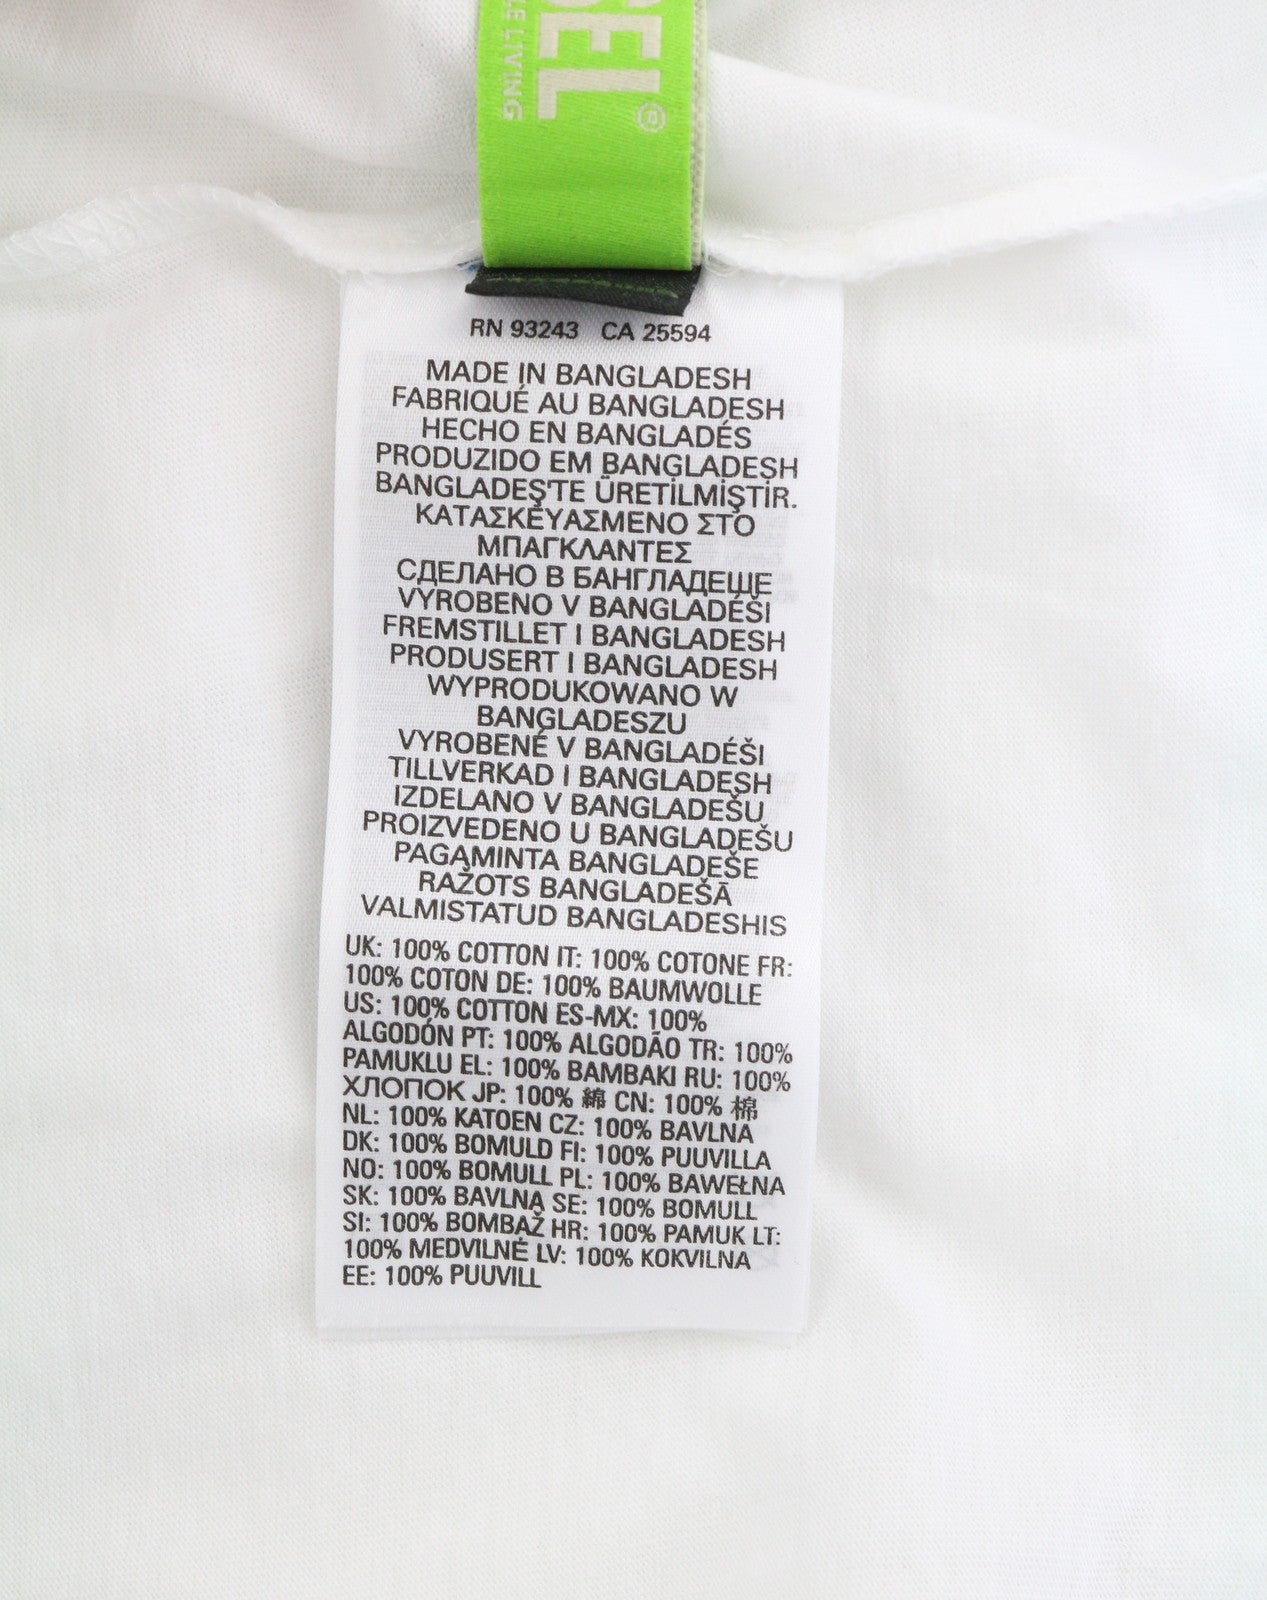 SEL®
LE LIVING
RN 93243 CA 25594
MADE IN BANGLADESH
FABRIQUÉ AU BANGLADESH
HECHO EN BANGLADÉS
PRODUZIDO EM BANGLADESH
BANGLADEŞ'TE ÜRETİLMİŞTİR.
ΚΑΤΑΣΚΕΥΑΣΜΕΝΟ ΣΤΟ
ΜΠΑΓΚΛΑΝΤΕΣ
СДЕЛАНО В БАНГЛАДЕШЕ
VYROBENO V BANGLADÉŠI
FREMSTILLET I BANGLADESH
PRODUSERT I BANGLADESH
WYPRODUKOWANO W
BANGLADESZU
VYROBENÉ V BANGLADÉŠI
TILLVERKAD I BANGLADESH
IZDELANO V BANGLADEŠU
PROIZVEDENO U BANGLADEŠU
PAGAMINTA BANGLADEŠE
RAŽOTS BANGLADEŠĀ
VALMISTATUD BANGLADESHIS
UK: 100% COTTON IT: 100% COTONE FR:
100% COTON DE: 100% BAUMWOLLE
US: 100% COTTON ES-MX: 100%
ALGODÓN PT: 100% ALGODÃO TR: 100%
PAMUKLU EL: 100% BAMBAKI RU: 100%
ХЛОПОК JP: 100% 綿 CN: 100% 棉
NL: 100% KATOEN CZ: 100% BAVLNA
DK: 100% BOMULD FI: 100% PUUVILLA
NO: 100% BOMULL PL: 100% BAWEŁNA
SK: 100% BAVLNA SE: 100% BOMULL
SI: 100% BOMBAŽ HR: 100% PAMUK LT:
100% MEDVILNĖ LV: 100% KOKVILNA
EE: 100% PUUVILL